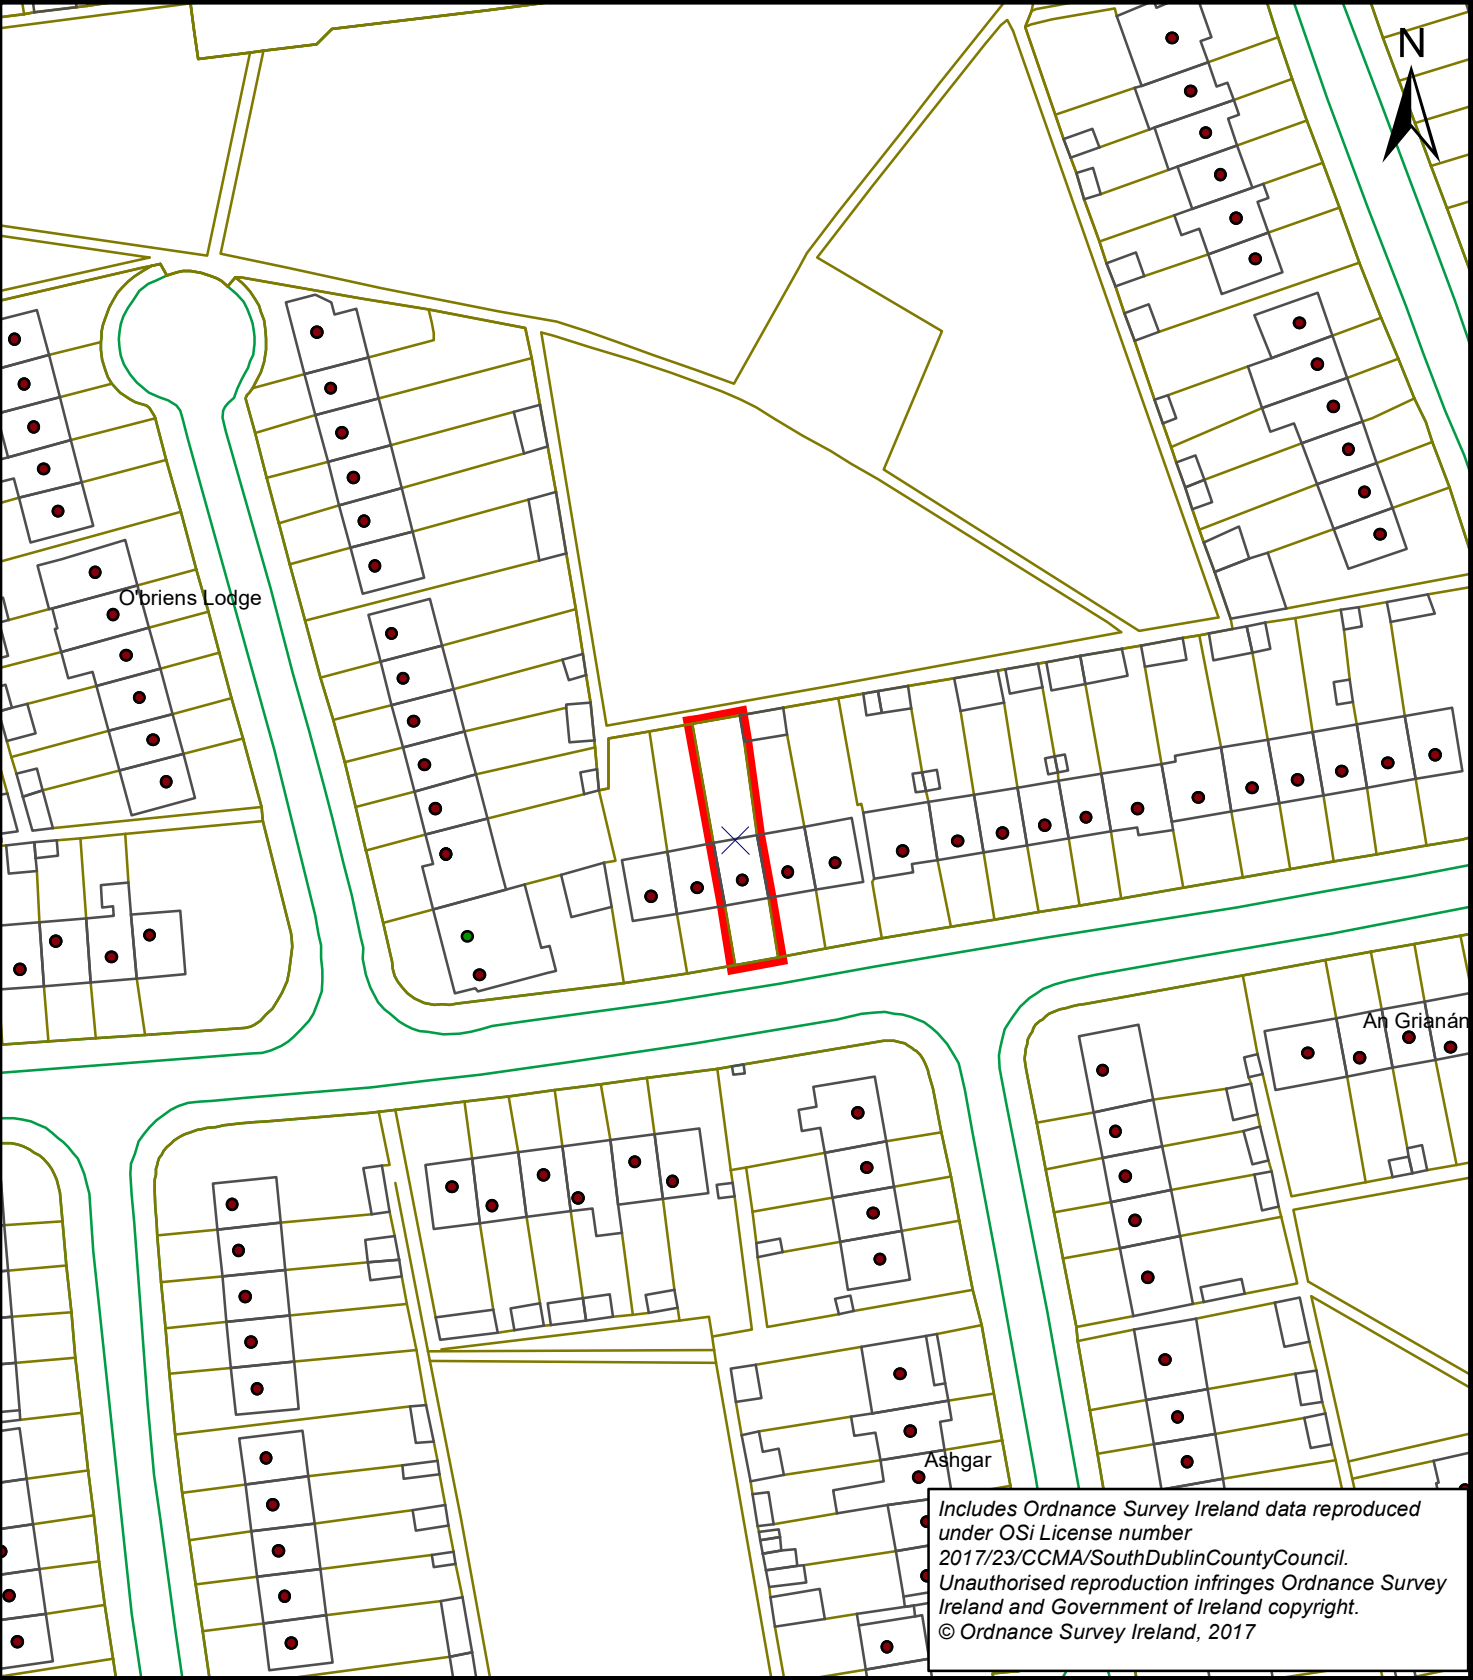 N
O'briens Lodge
An Grianán
Ashgar
Includes Ordnance Survey Ireland data reproduced
under OSi License number
2017/23/CCMA/SouthDublinCountyCouncil.
Unauthorised reproduction infringes Ordnance Survey
Ireland and Government of Ireland copyright.
© Ordnance Survey Ireland, 2017